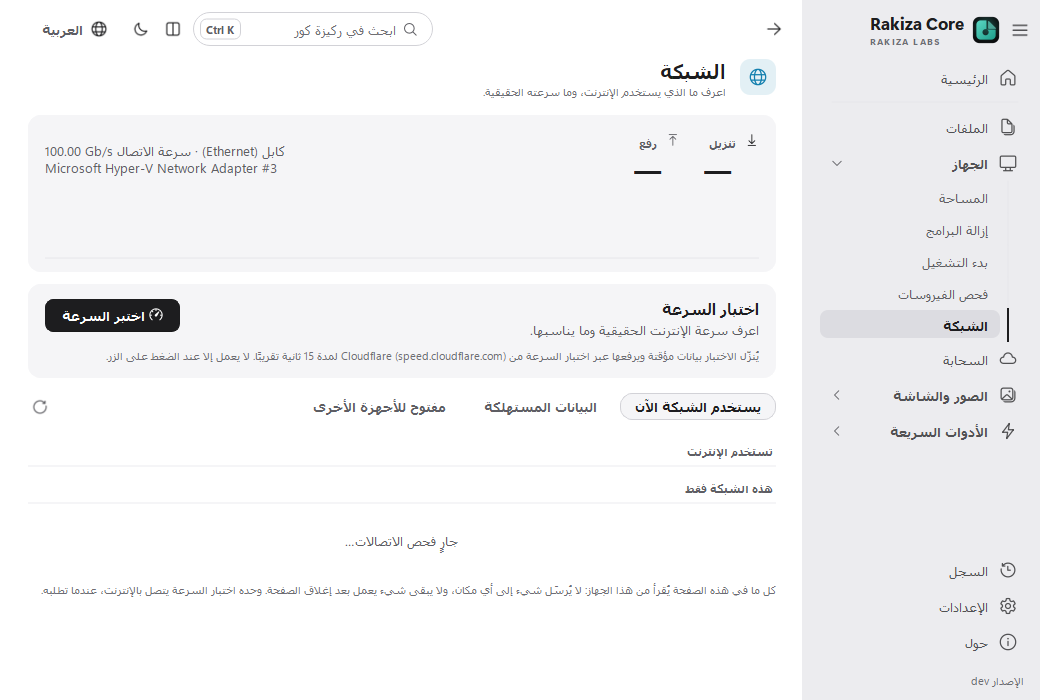 Rakiza Core
RAKIZA LABS
الرئيسية
الملفات
الجهاز
المساحة
إزالة البرامج
بدء التشغيل
فحص الفيروسات
الشبكة
السحابة
الصور والشاشة
الأدوات السريعة
السجل
الإعدادات
حول
الإصدار dev
ابحث في ركيزة كور
Ctrl K
العربية
الشبكة
اعرف ما الذي يستخدم الإنترنت، وما سرعته الحقيقية.
تنزيل
رفع
—
—
كابل (Ethernet) · سرعة الاتصال 100.00 Gb/s
Microsoft Hyper-V Network Adapter #3
اختبار السرعة
اعرف سرعة الإنترنت الحقيقية وما يناسبها.
يُنزّل الاختبار بيانات مؤقتة ويرفعها عبر اختبار السرعة من Cloudflare (speed.cloudflare.com) لمدة 15 ثانية تقريبًا. لا يعمل إلا عند الضغط على الزر.
اختبر السرعة
يستخدم الشبكة الآن
البيانات المستهلكة
مفتوح للأجهزة الأخرى
تستخدم الإنترنت
هذه الشبكة فقط
جارٍ فحص الاتصالات...
كل ما في هذه الصفحة يُقرأ من هذا الجهاز: لا يُرسَل شيء إلى أي مكان، ولا يبقى شيء يعمل بعد إغلاق الصفحة. وحده اختبار السرعة يتصل بالإنترنت، عندما تطلبه.